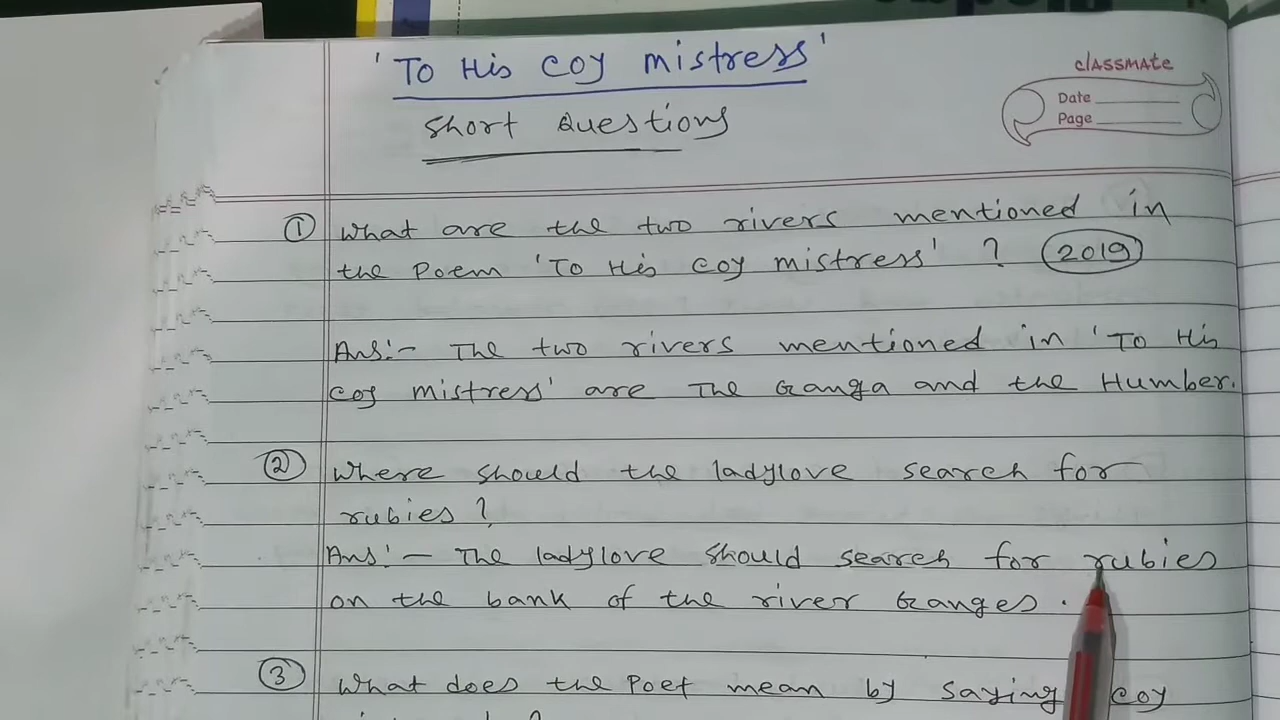 'To His Coy mistress'
Short Questions
classmate
Date
Page
① What are the two rivers mentioned in
the Poem 'To His Coy mistress' ? 2019
Ans:- The two rivers mentioned in 'To His
Coy mistress' are The Ganga and the Humber.
② Where should the ladylove search for
rubies ?
Ans:- The ladylove should search for rubies
on the bank of the river Ganges.
③ What does the Poet mean by saying coy